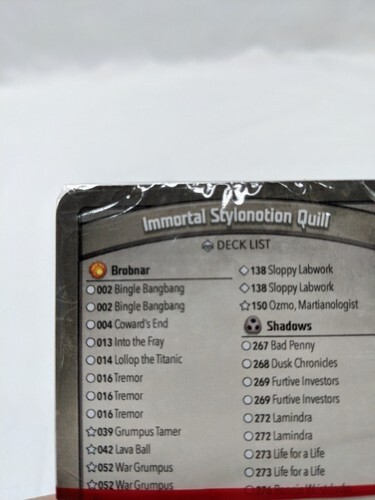 Immortal Stylonotion Quill
DECK LIST
Brobnar
002 Bingle Bangbang
002 Bingle Bangbang
004 Coward's End
013 Into the Fray
014 Lollop the Titanic
016 Tremor
016 Tremor
016 Tremor
039 Grumpus Tamer
042 Lava Ball
052 War Grumpus
052 War Grumpus
138 Sloppy Labwork
138 Sloppy Labwork
150 Ozmo, Martianologist
Shadows
267 Bad Penny
268 Dusk Chronicles
269 Furtive Investors
269 Furtive Investors
272 Lamindra
272 Lamindra
273 Life for a Life
273 Life for a Life